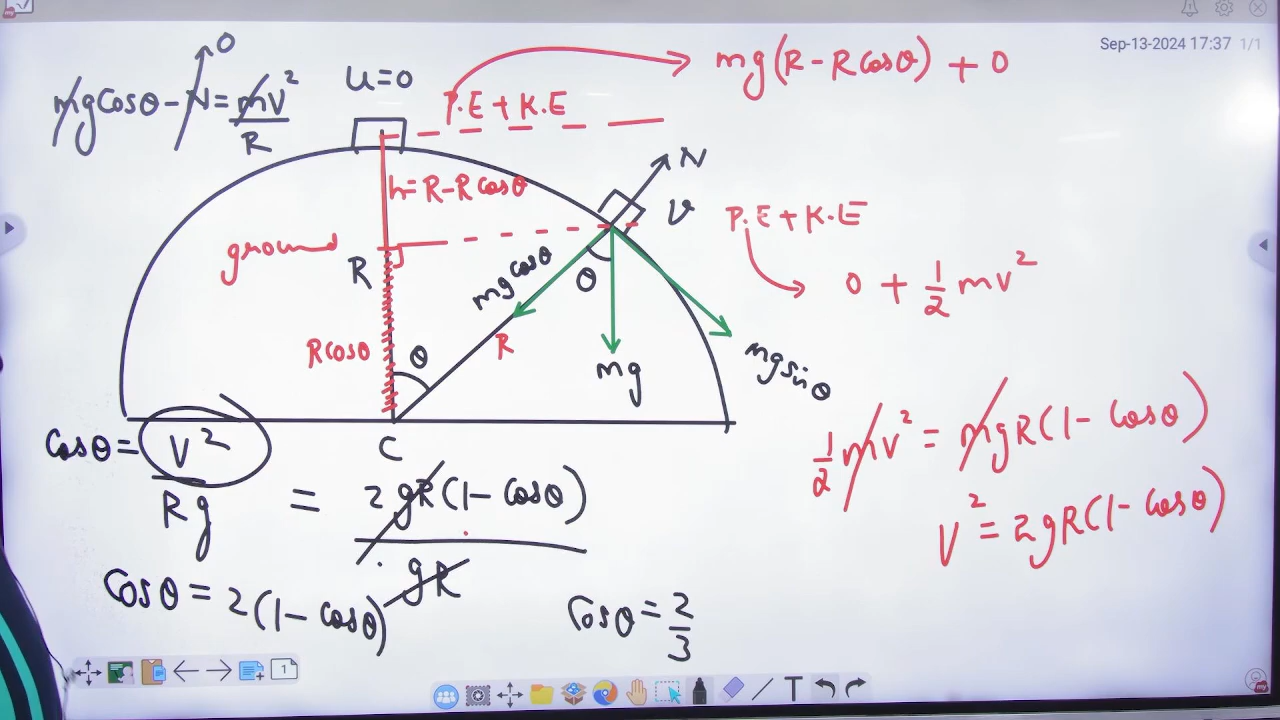 Sep-13-2024 17:37 1/1
mgcosθ - N = mv²/R
0
u=0
P.E + K.E
mg(R - Rcosθ) + 0
h=R-Rcosθ
N
v
ground
R
P.E + K.E
0 + 1/2 mv²
mgcosθ
θ
Rcosθ
θ
R
mg
mgsinθ
C
1/2 mv² = mgR(1 - cosθ)
V² = 2gR(1 - cosθ)
cosθ = V²/Rg = 2gR(1 - cosθ)/gR
cosθ = 2(1 - cosθ)
cosθ = 2/3
1
T